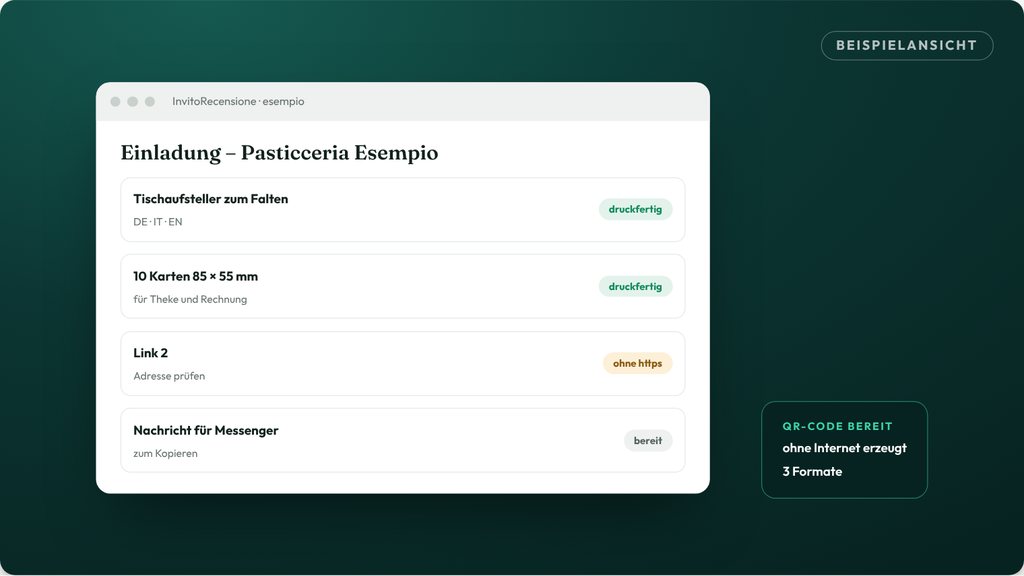 BEISPIELANSICHT
InvitoRecensione · esempio
Einladung – Pasticceria Esempio
Tischaufsteller zum Falten
druckfertig
DE · IT · EN
10 Karten 85 × 55 mm
druckfertig
für Theke und Rechnung
Link 2
ohne https
Adresse prüfen
Nachricht für Messenger
bereit
zum Kopieren
QR-CODE BEREIT
ohne Internet erzeugt
3 Formate